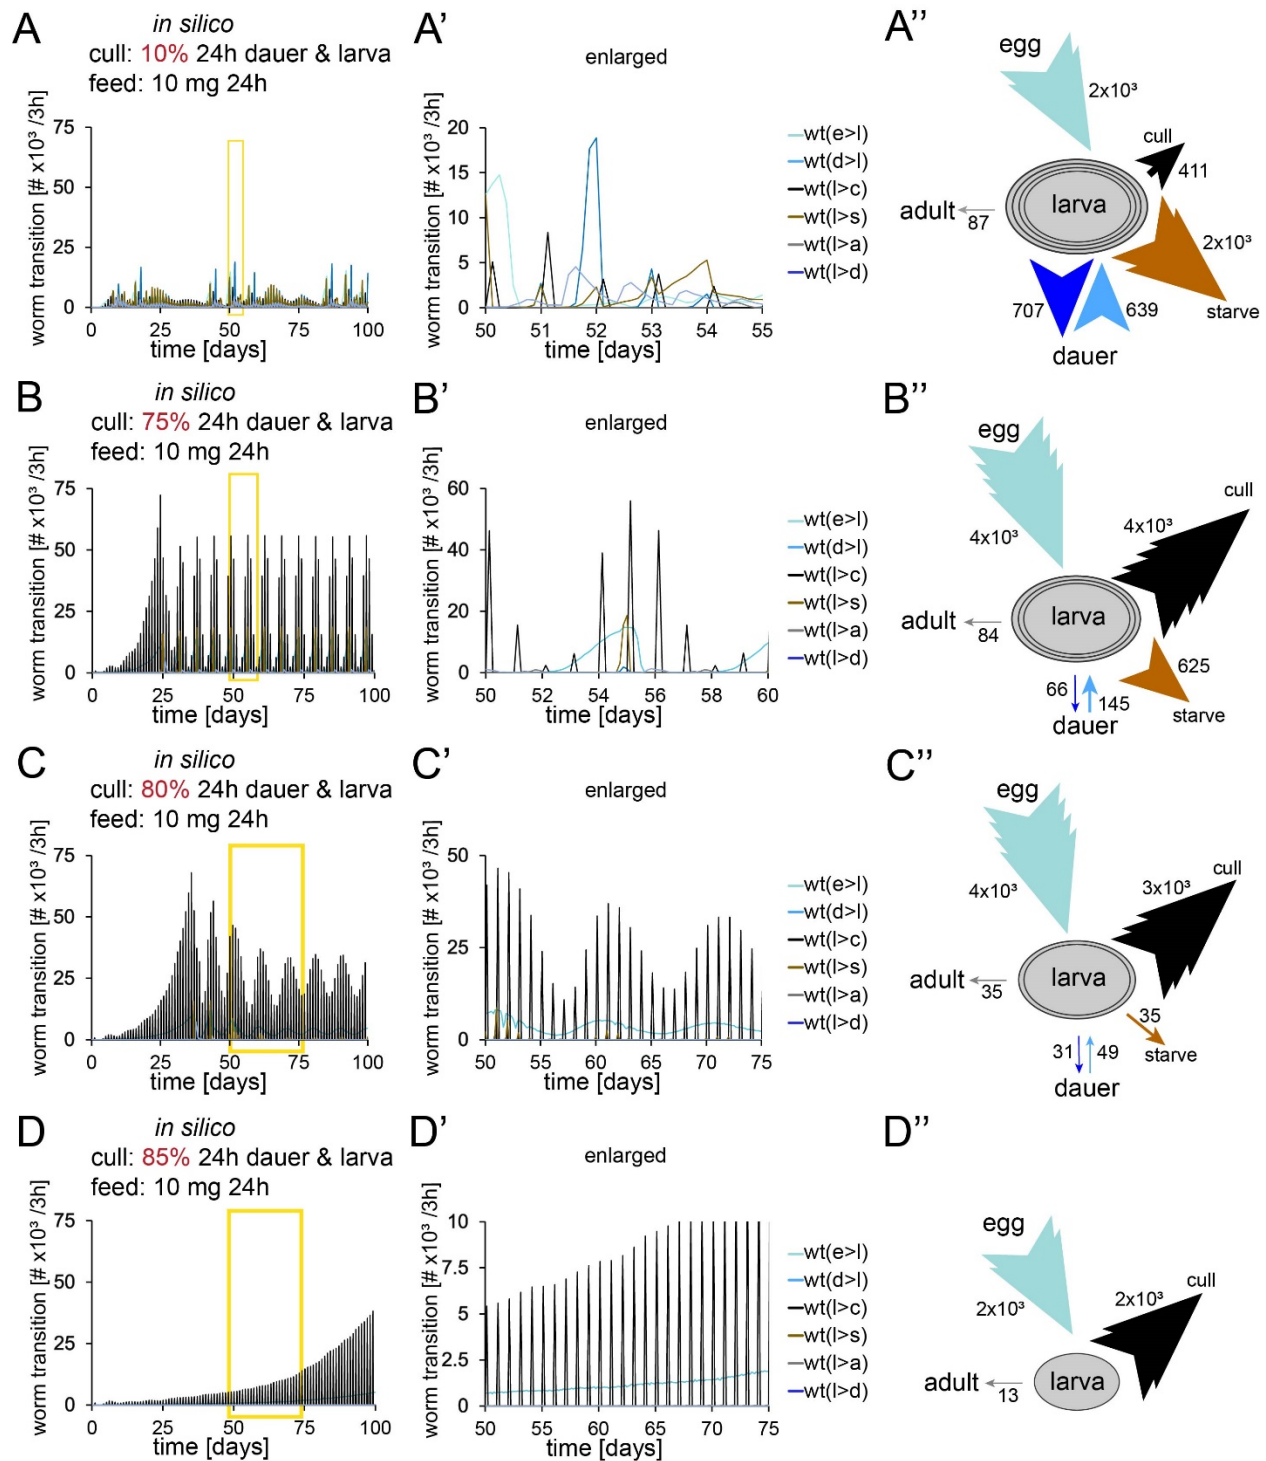 A
in silico
cull: 10% 24h dauer & larva
feed: 10 mg 24h
worm transition [# x10³ /3h]
75
50
25
0
0 25 50 75 100
time [days]
A'
enlarged
worm transition [# x10³ /3h]
20
15
10
5
0
50 51 52 53 54 55
time [days]
wt(e>l)
wt(d>l)
wt(l>c)
wt(l>s)
wt(l>a)
wt(l>d)
A''
egg
2x10³
cull
411
adult
87
larva
2x10³
starve
707
639
dauer
B
in silico
cull: 75% 24h dauer & larva
feed: 10 mg 24h
worm transition [# x10³ /3h]
75
50
25
0
0 25 50 75 100
time [days]
B'
enlarged
worm transition [# x10³ /3h]
60
40
20
0
50 52 54 56 58 60
time [days]
wt(e>l)
wt(d>l)
wt(l>c)
wt(l>s)
wt(l>a)
wt(l>d)
B''
egg
4x10³
cull
4x10³
adult
84
larva
625
starve
66
145
dauer
C
in silico
cull: 80% 24h dauer & larva
feed: 10 mg 24h
worm transition [# x10³ /3h]
75
50
25
0
0 25 50 75 100
time [days]
C'
enlarged
worm transition [# x10³ /3h]
50
25
0
50 55 60 65 70 75
time [days]
wt(e>l)
wt(d>l)
wt(l>c)
wt(l>s)
wt(l>a)
wt(l>d)
C''
egg
4x10³
cull
3x10³
adult
35
larva
35
starve
31
49
dauer
D
in silico
cull: 85% 24h dauer & larva
feed: 10 mg 24h
worm transition [# x10³ /3h]
75
50
25
0
0 25 50 75 100
time [days]
D'
enlarged
worm transition [# x10³ /3h]
10
7.5
5
2.5
0
50 55 60 65 70 75
time [days]
wt(e>l)
wt(d>l)
wt(l>c)
wt(l>s)
wt(l>a)
wt(l>d)
D''
egg
2x10³
cull
2x10³
adult
13
larva